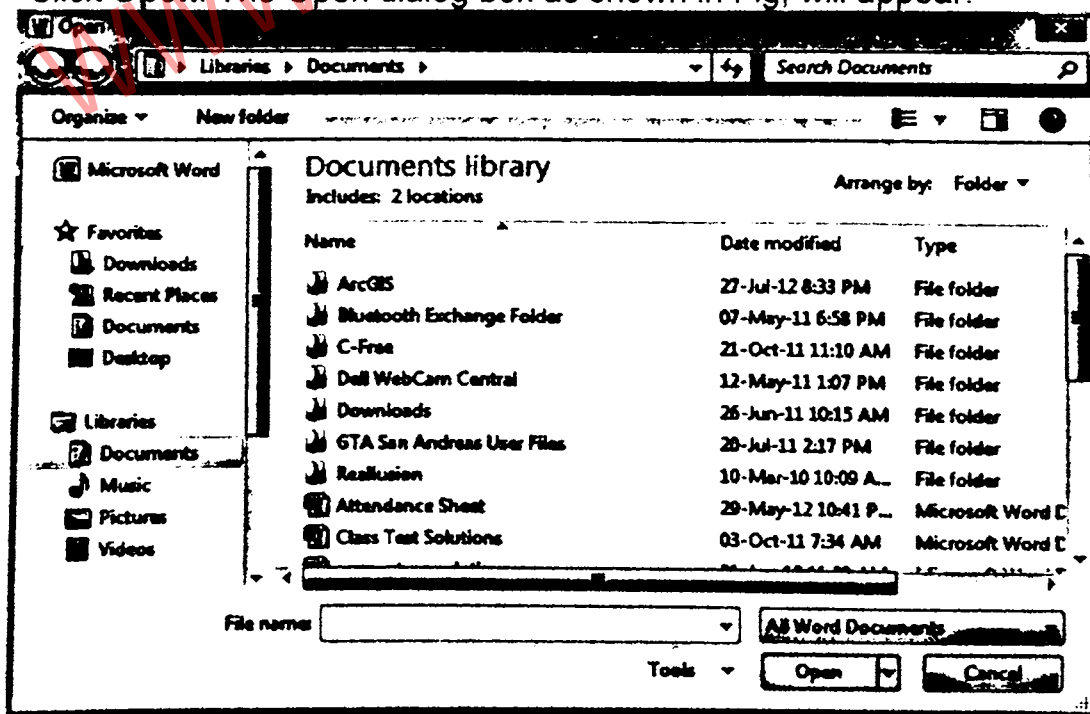 Click Open. The Open dialog box as shown in Fig, will appear.
Open
Libraries Documents
Search Documents
Organize New folder
Microsoft Word
Favorites
Downloads
Recent Places
Documents
Desktop
Libraries
Documents
Music
Pictures
Videos
Documents library
Includes: 2 locations
Arrange by: Folder
Name Date modified Type
ArcGIS 27-Jul-12 8:33 PM File folder
Bluetooth Exchange Folder 07-May-11 6:58 PM File folder
C-Free 21-Oct-11 11:10 AM File folder
Dell WebCam Central 12-May-11 1:07 PM File folder
Downloads 26-Jun-11 10:15 AM File folder
GTA San Andreas User Files 20-Jul-11 2:17 PM File folder
Reallusion 10-Mar-10 10:09 A... File folder
Attendance Sheet 29-May-12 10:41 P... Microsoft Word D
Class Test Solutions 03-Oct-11 7:34 AM Microsoft Word D
File name: All Word Documents
Tools Open Cancel